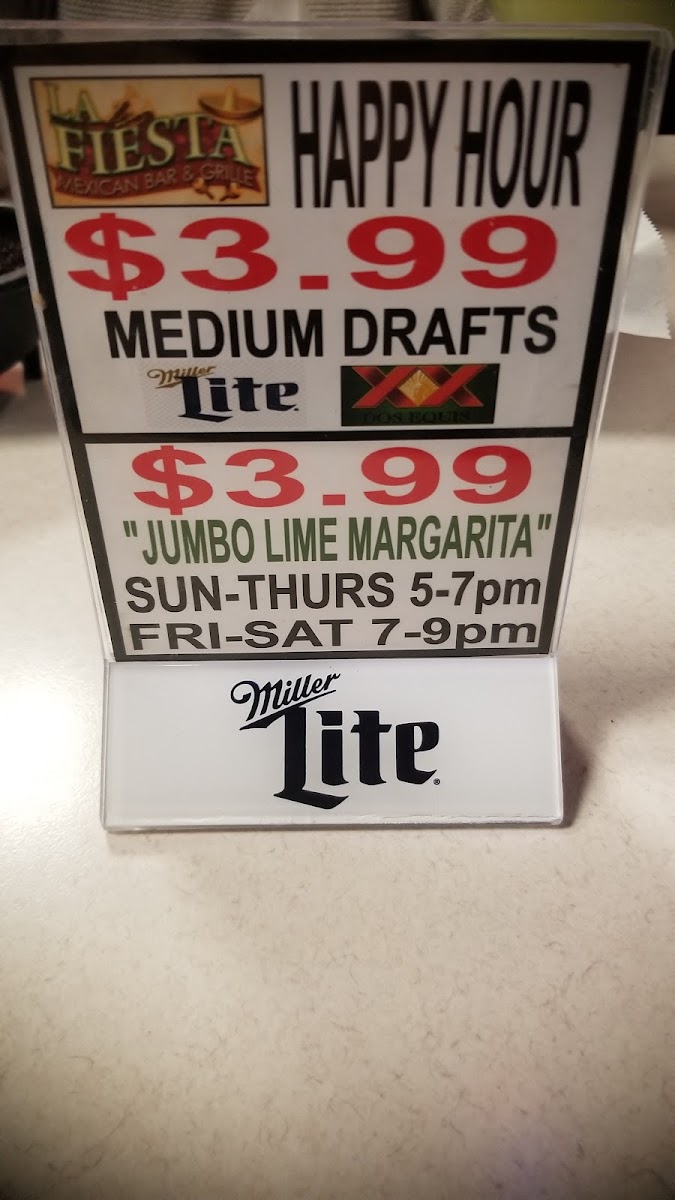 LA
FIESTA
MEXICAN BAR & GRILLE
HAPPY HOUR
$3.99
MEDIUM DRAFTS
Miller
Lite
XX
DOS EQUIS
$3.99
"JUMBO LIME MARGARITA"
SUN-THURS 5-7pm
FRI-SAT 7-9pm
Miller
Lite®